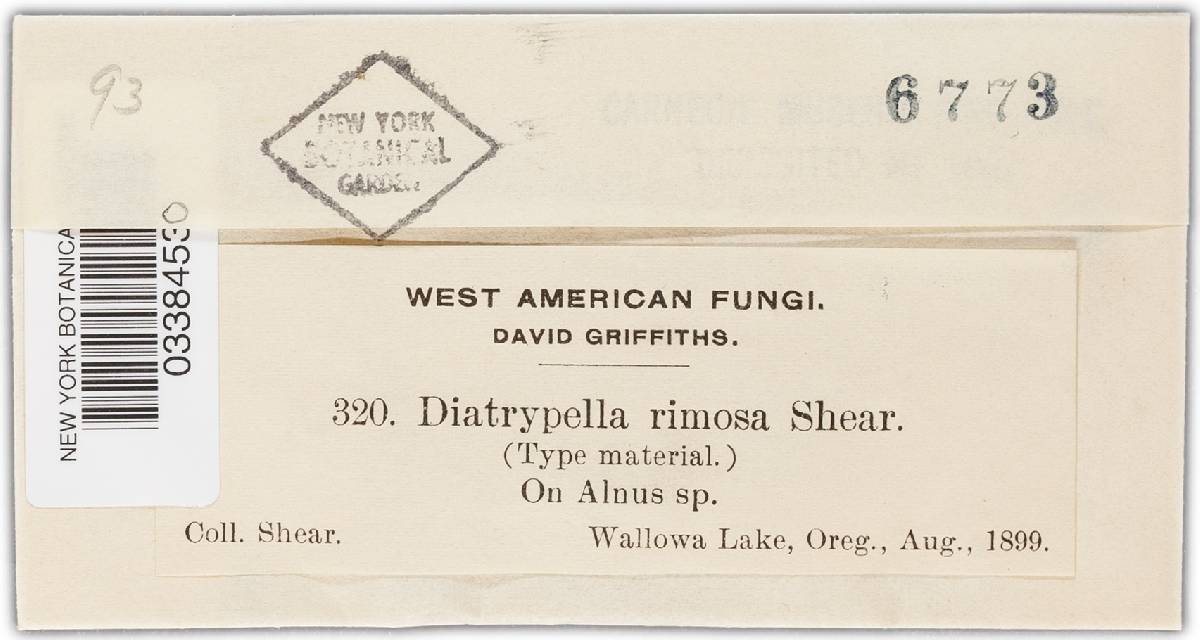 93
NEW YORK
BOTANICAL
GARDEN
6773
NEW YORK BOTANICA
03384530
WEST AMERICAN FUNGI.
DAVID GRIFFITHS.
320. Diatrypella rimosa Shear.
(Type material.)
On Alnus sp.
Coll. Shear. Wallowa Lake, Oreg., Aug., 1899.